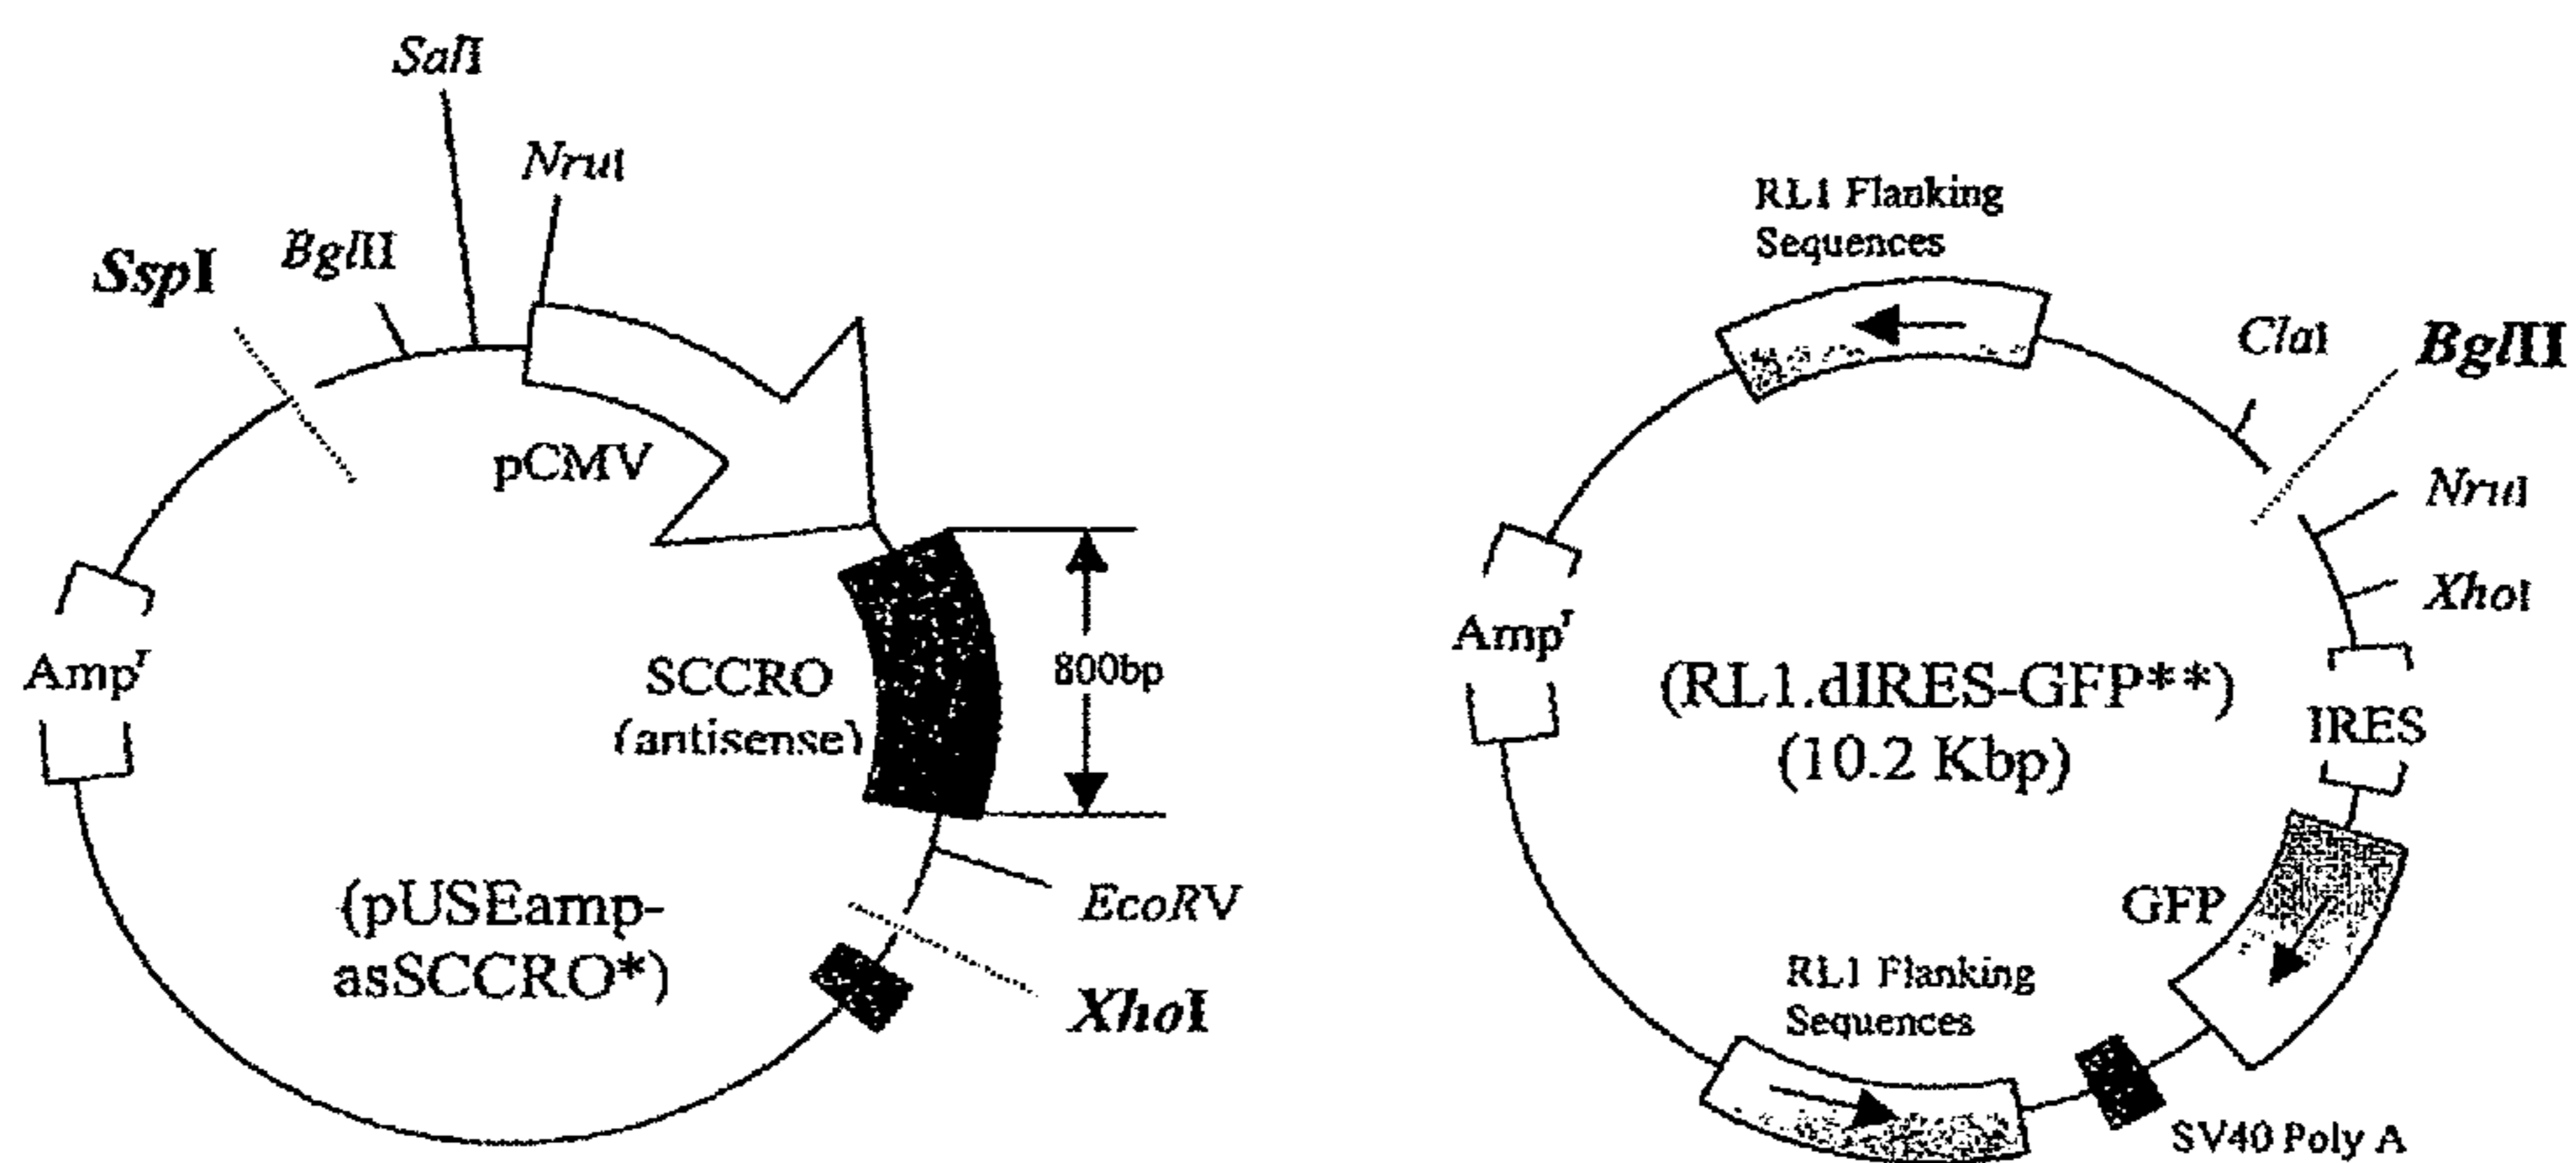 SalI
NruI
BglII
SspI
pCMV
Ampr
SCCRO
(antisense)
800bp
EcoRV
(pUSEamp-
asSCCRO*)
XhoI
RL1 Flanking
Sequences
ClaI
BglII
NruI
XhoI
Ampr
(RL1.dIRES-GFP**)
(10.2 Kbp)
IRES
GFP
RL1 Flanking
Sequences
SV40 Poly A